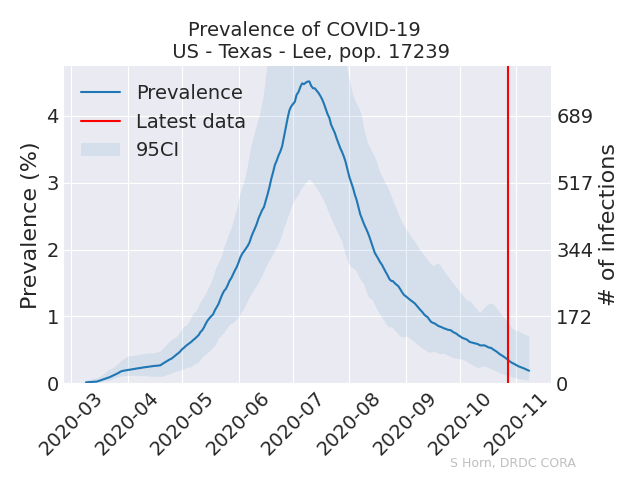 Prevalence of COVID-19
US - Texas - Lee, pop. 17239
Prevalence
Latest data
95CI
Prevalence (%)
4
3
2
1
0
# of infections
689
517
344
172
0
2020-03
2020-04
2020-05
2020-06
2020-07
2020-08
2020-09
2020-10
2020-11
S Horn, DRDC CORA